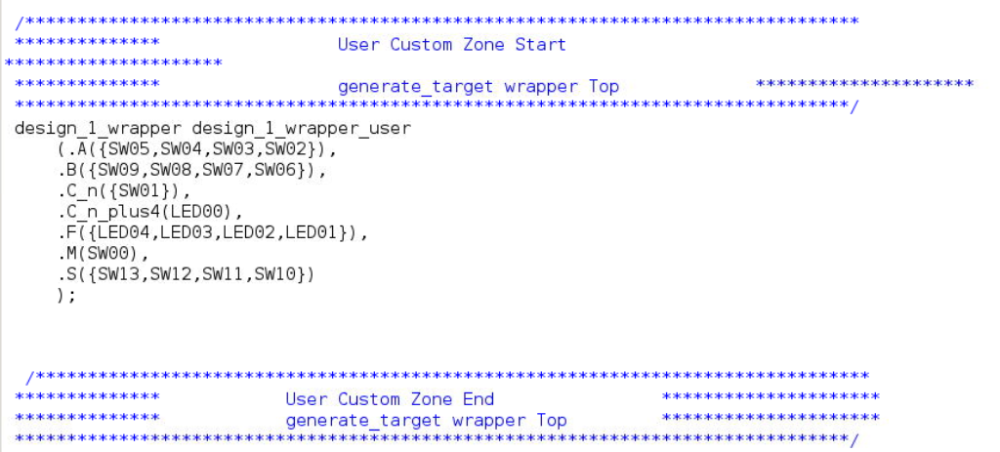 /********************************************************************************
************** User Custom Zone Start
*********************
************** generate_target wrapper Top *********************
********************************************************************************/
design_1_wrapper design_1_wrapper_user
(.A({SW05,SW04,SW03,SW02}),
.B({SW09,SW08,SW07,SW06}),
.C_n({SW01}),
.C_n_plus4(LED00),
.F({LED04,LED03,LED02,LED01}),
.M(SW00),
.S({SW13,SW12,SW11,SW10})
);
/********************************************************************************
************** User Custom Zone End *********************
************** generate_target wrapper Top *********************
********************************************************************************/